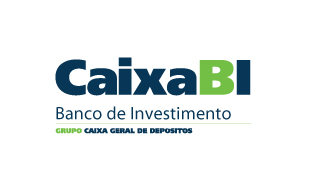 CaixaBI
Banco de Investimento
GRUPO CAIXA GERAL DE DEPOSITOS